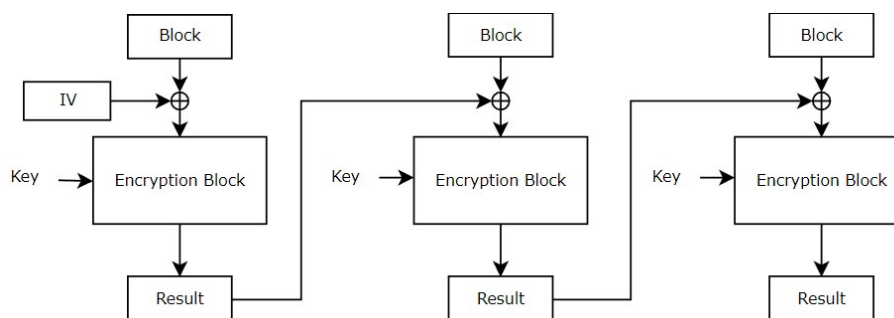 Block
Block
Block
IV
Key
Encryption Block
Key
Encryption Block
Key
Encryption Block
Result
Result
Result